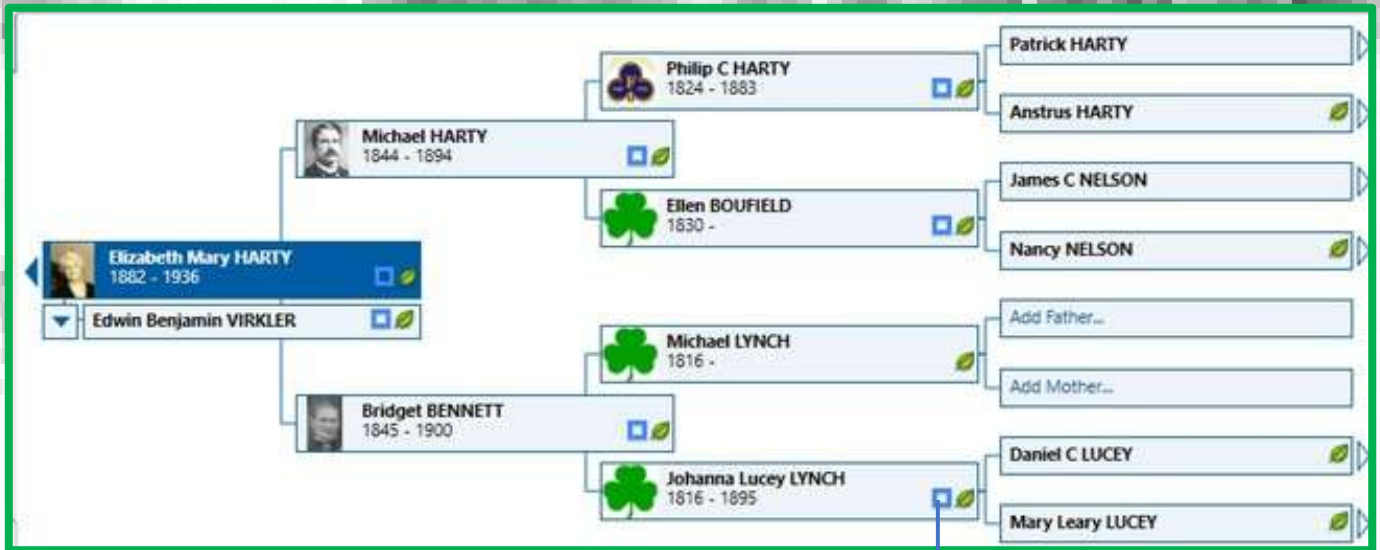 Elizabeth Mary HARTY
1882 - 1936
Edwin Benjamin VIRKLER
Michael HARTY
1844 - 1894
Bridget BENNETT
1845 - 1900
Philip C HARTY
1824 - 1883
Ellen BOUFIELD
1830 -
Michael LYNCH
1816 -
Johanna Lucey LYNCH
1816 - 1895
Patrick HARTY
Anstrus HARTY
James C NELSON
Nancy NELSON
Add Father...
Add Mother...
Daniel C LUCEY
Mary Leary LUCEY